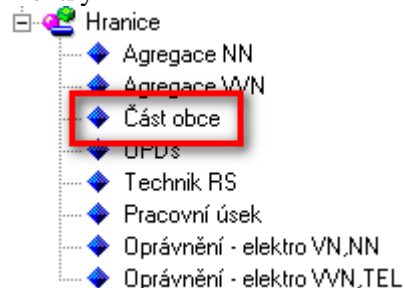 Hranice
Agregace NN
Agregace VVN
Část obce
OPDs
Technik RS
Pracovní úsek
Oprávnění - elektro VN,NN
Oprávnění - elektro VVN,TEL